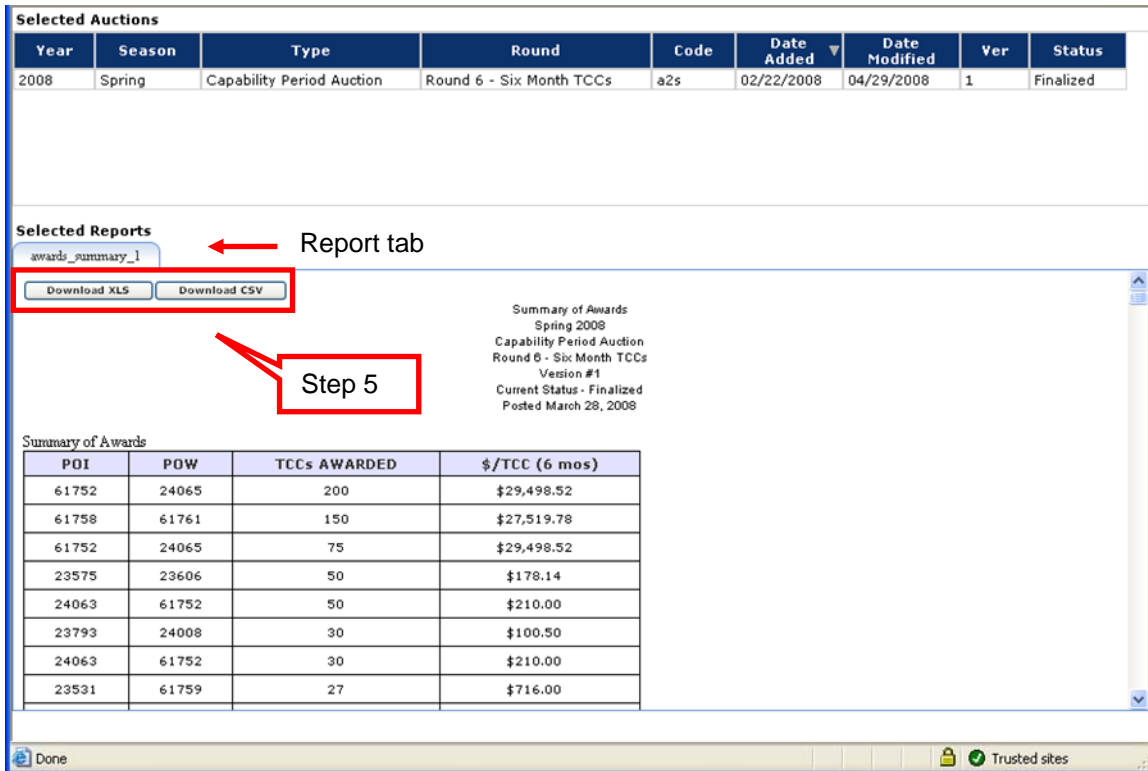 Selected Auctions
Year Season Type Round Code Date Added Date Modified Ver Status
2008 Spring Capability Period Auction Round 6 - Six Month TCCs a2s 02/22/2008 04/29/2008 1 Finalized
Selected Reports
Report tab
awards_summary_1
Download XLS Download CSV
Summary of Awards
Spring 2008
Capability Period Auction
Round 6 - Six Month TCCs
Version #1
Current Status - Finalized
Posted March 28, 2008
Step 5
Summary of Awards
POI POW TCCs AWARDED $/TCC (6 mos)
61752 24065 200 $29,498.52
61758 61761 150 $27,519.78
61752 24065 75 $29,498.52
23575 23606 50 $178.14
24063 61752 50 $210.00
23793 24008 30 $100.50
24063 61752 30 $210.00
23531 61759 27 $716.00
Done Trusted sites